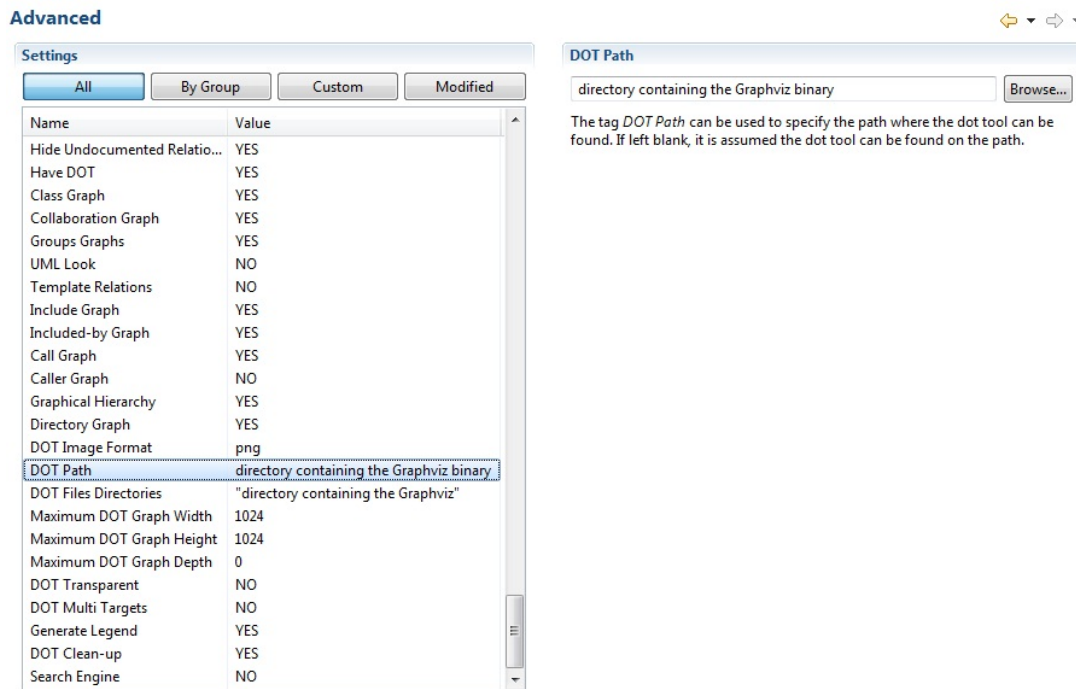 Advanced
Settings
All By Group Custom Modified
Name Value
Hide Undocumented Relatio... YES
Have DOT YES
Class Graph YES
Collaboration Graph YES
Groups Graphs YES
UML Look NO
Template Relations NO
Include Graph YES
Included-by Graph YES
Call Graph YES
Caller Graph NO
Graphical Hierarchy YES
Directory Graph YES
DOT Image Format png
DOT Path directory containing the Graphviz binary
DOT Files Directories "directory containing the Graphviz"
Maximum DOT Graph Width 1024
Maximum DOT Graph Height 1024
Maximum DOT Graph Depth 0
DOT Transparent NO
DOT Multi Targets NO
Generate Legend YES
DOT Clean-up YES
Search Engine NO
DOT Path
directory containing the Graphviz binary Browse...
The tag DOT Path can be used to specify the path where the dot tool can be
found. If left blank, it is assumed the dot tool can be found on the path.